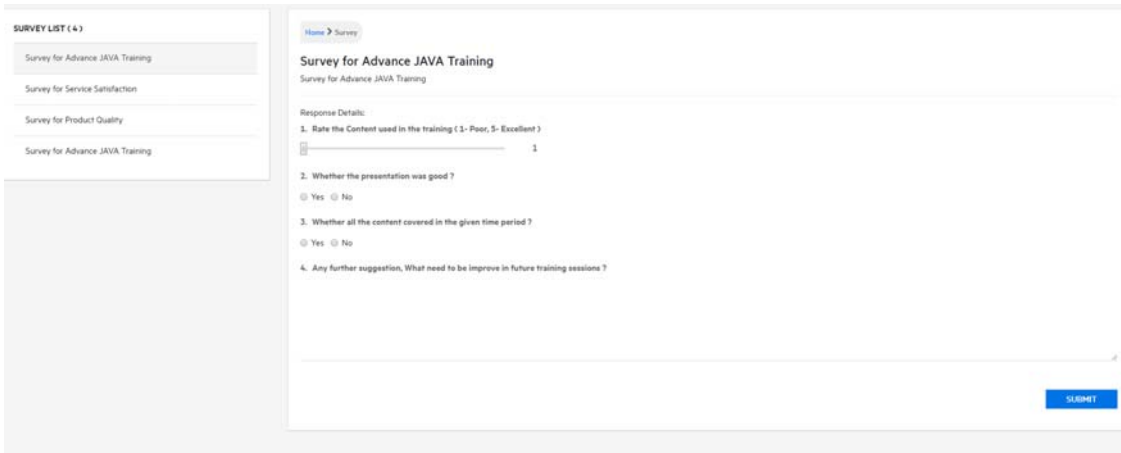 SURVEY LIST ( 4 )
Survey for Advance JAVA Training
Survey for Service Satisfaction
Survey for Product Quality
Survey for Advance JAVA Training
Home > Survey
Survey for Advance JAVA Training
Survey for Advance JAVA Training
Response Details:
1. Rate the Content used in the training ( 1- Poor, 5- Excellent )
1
2. Whether the presentation was good ?
Yes No
3. Whether all the content covered in the given time period ?
Yes No
4. Any further suggestion, What need to be improve in future training sessions ?
SUBMIT